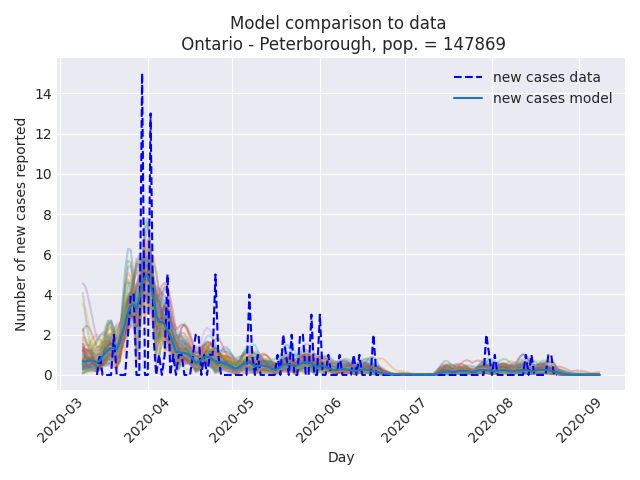 Model comparison to data
Ontario - Peterborough, pop. = 147869
new cases data
new cases model
Number of new cases reported
14
12
10
8
6
4
2
0
2020-03
2020-04
2020-05
2020-06
2020-07
2020-08
2020-09
Day